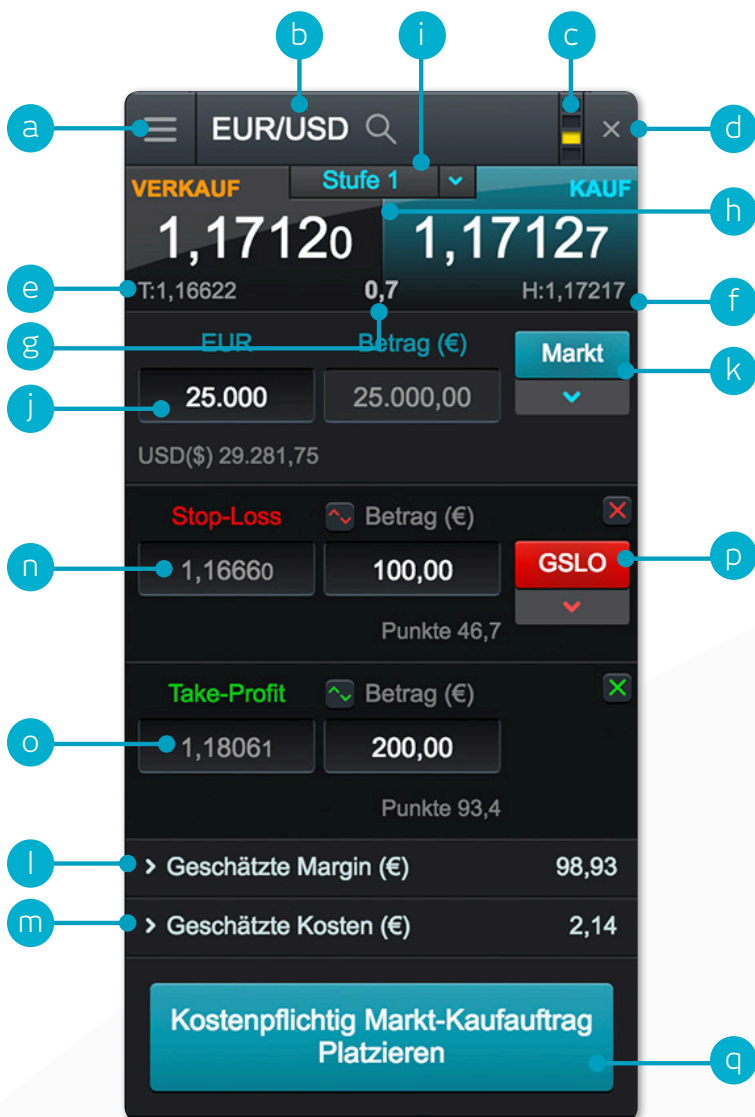 b i c
a EUR/USD × d
VERKAUF Stufe 1 KAUF
1,17120 1,17127 h
e T:1,16622 0,7 H:1,17217 f
g EUR Betrag (€) Markt
k
j 25.000 25.000,00
USD($) 29.281,75
Stop-Loss Betrag (€)
n 1,16660 100,00 GSLO p
Punkte 46,7
Take-Profit Betrag (€)
o 1,18061 200,00
Punkte 93,4
l > Geschätzte Margin (€) 98,93
m > Geschätzte Kosten (€) 2,14
Kostenpflichtig Markt-Kaufauftrag
Platzieren
q